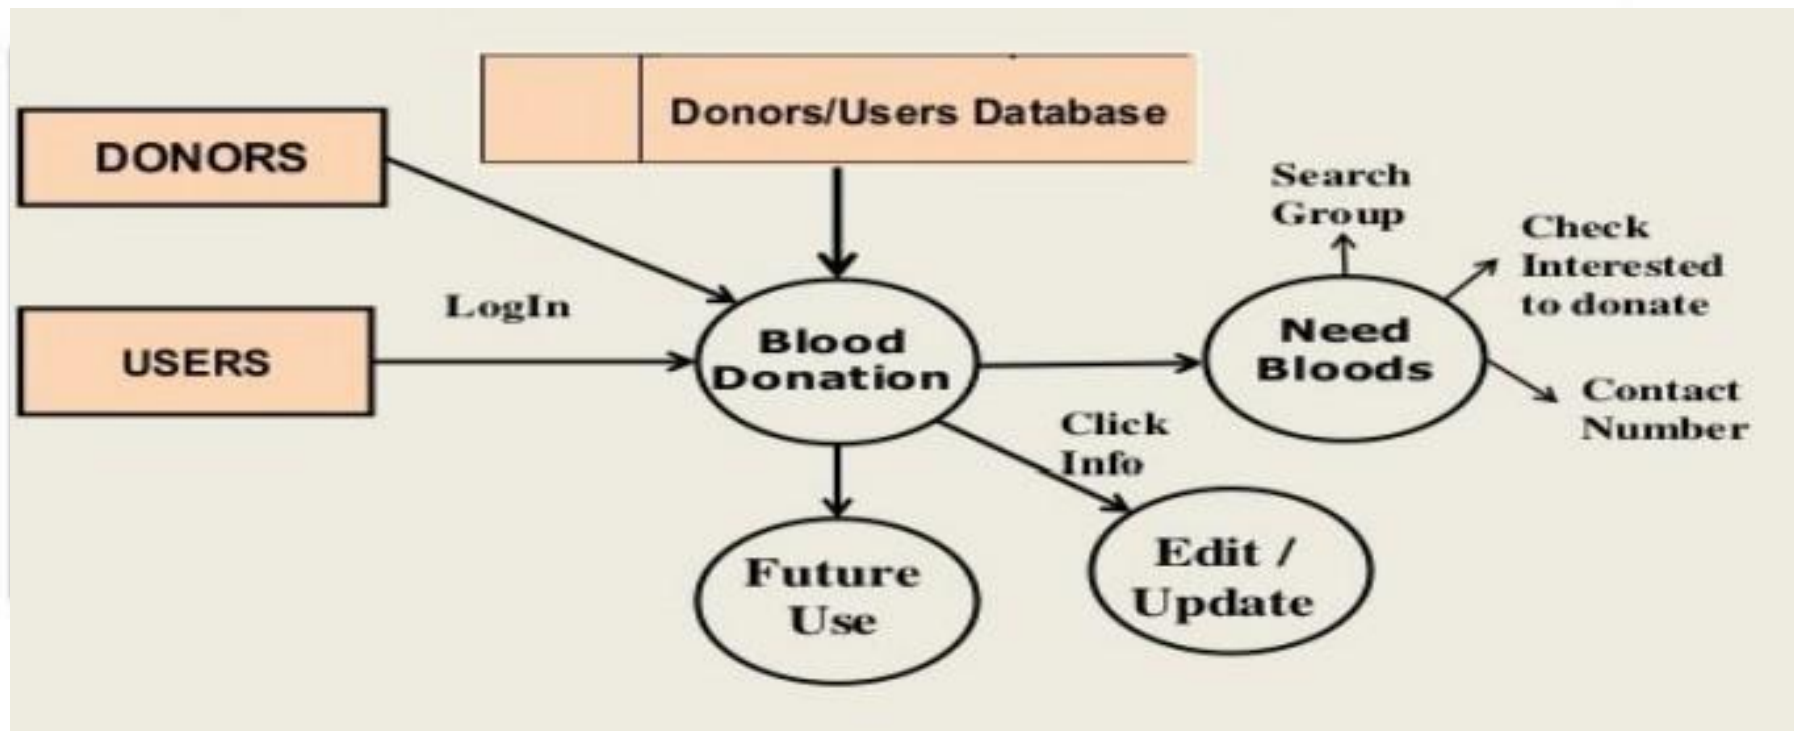 Donors/Users Database
DONORS
Search
Group
Check
Interested
to donate
LogIn
USERS
Blood
Donation
Need
Bloods
Contact
Number
Click
Info
Future
Use
Edit /
Update